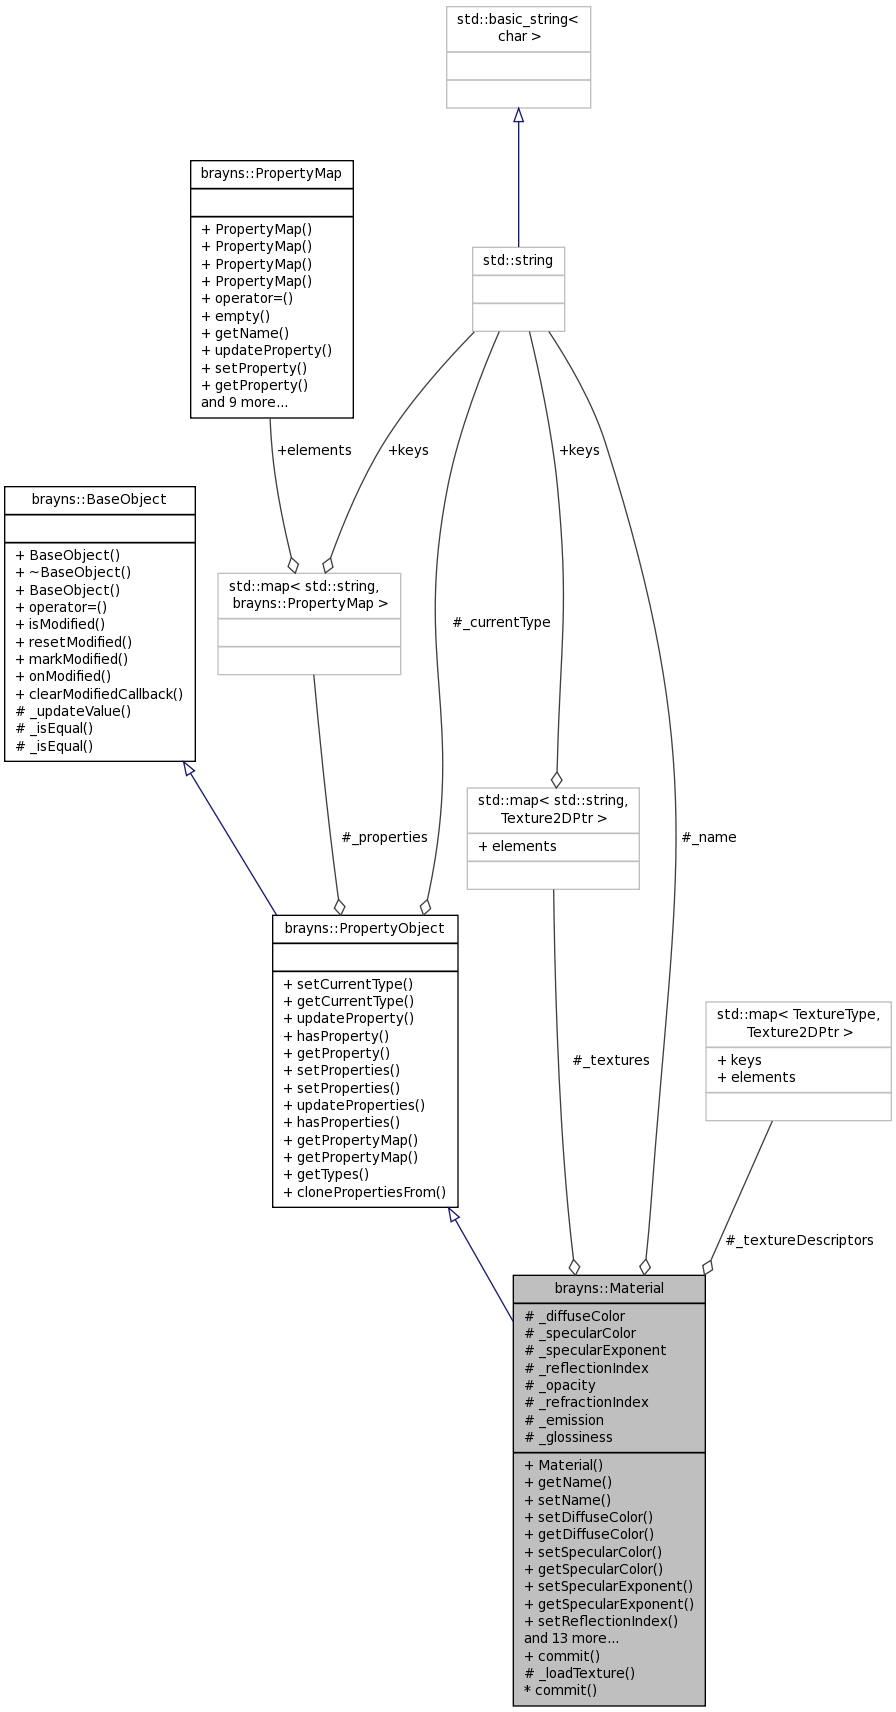 std::basic_string<
char >
brayns::PropertyMap
+ PropertyMap()
+ PropertyMap()
+ PropertyMap()
+ PropertyMap()
+ operator=()
+ empty()
+ getName()
+ updateProperty()
+ setProperty()
+ getProperty()
and 9 more...
std::string
+elements
+keys
+keys
brayns::BaseObject
+ BaseObject()
+ ~BaseObject()
+ BaseObject()
+ operator=()
+ isModified()
+ resetModified()
+ markModified()
+ onModified()
+ clearModifiedCallback()
# _updateValue()
# _isEqual()
# _isEqual()
std::map< std::string,
brayns::PropertyMap >
#_currentType
std::map< std::string,
Texture2DPtr >
+ elements
#_properties
#_name
brayns::PropertyObject
+ setCurrentType()
+ getCurrentType()
+ updateProperty()
+ hasProperty()
+ getProperty()
+ setProperties()
+ setProperties()
+ updateProperties()
+ hasProperties()
+ getPropertyMap()
+ getPropertyMap()
+ getTypes()
+ clonePropertiesFrom()
#_textures
std::map< TextureType,
Texture2DPtr >
+ keys
+ elements
#_textureDescriptors
brayns::Material
# _diffuseColor
# _specularColor
# _specularExponent
# _reflectionIndex
# _opacity
# _refractionIndex
# _emission
# _glossiness
+ Material()
+ getName()
+ setName()
+ setDiffuseColor()
+ getDiffuseColor()
+ setSpecularColor()
+ getSpecularColor()
+ setSpecularExponent()
+ getSpecularExponent()
+ setReflectionIndex()
and 13 more...
+ commit()
# _loadTexture()
* commit()